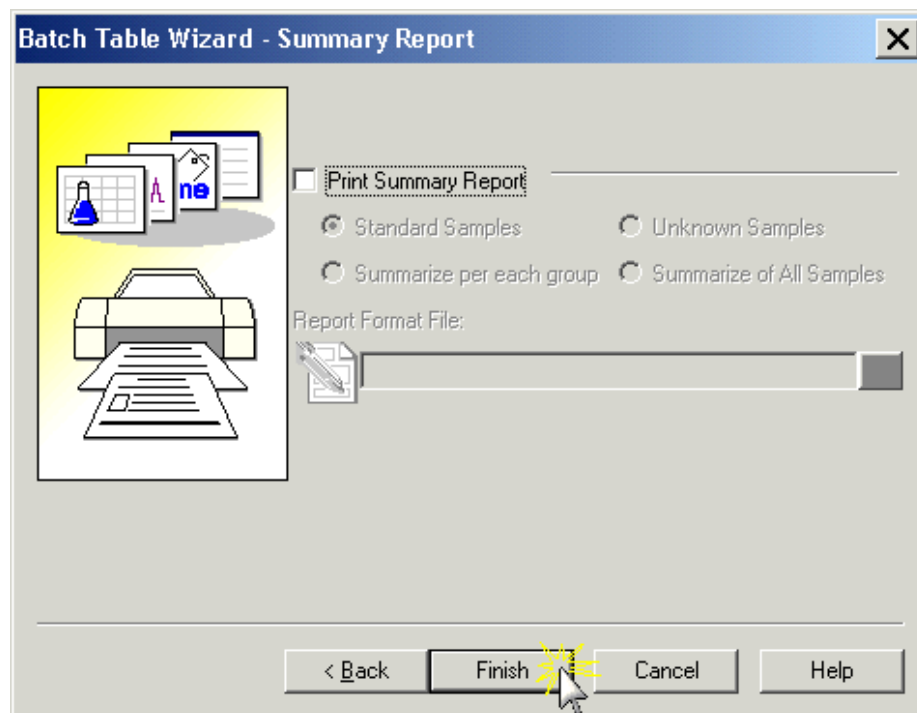 Batch Table Wizard - Summary Report
ne
Print Summary Report
Standard Samples Unknown Samples
Summarize per each group Summarize of All Samples
Report Format File:
< Back Finish Cancel Help